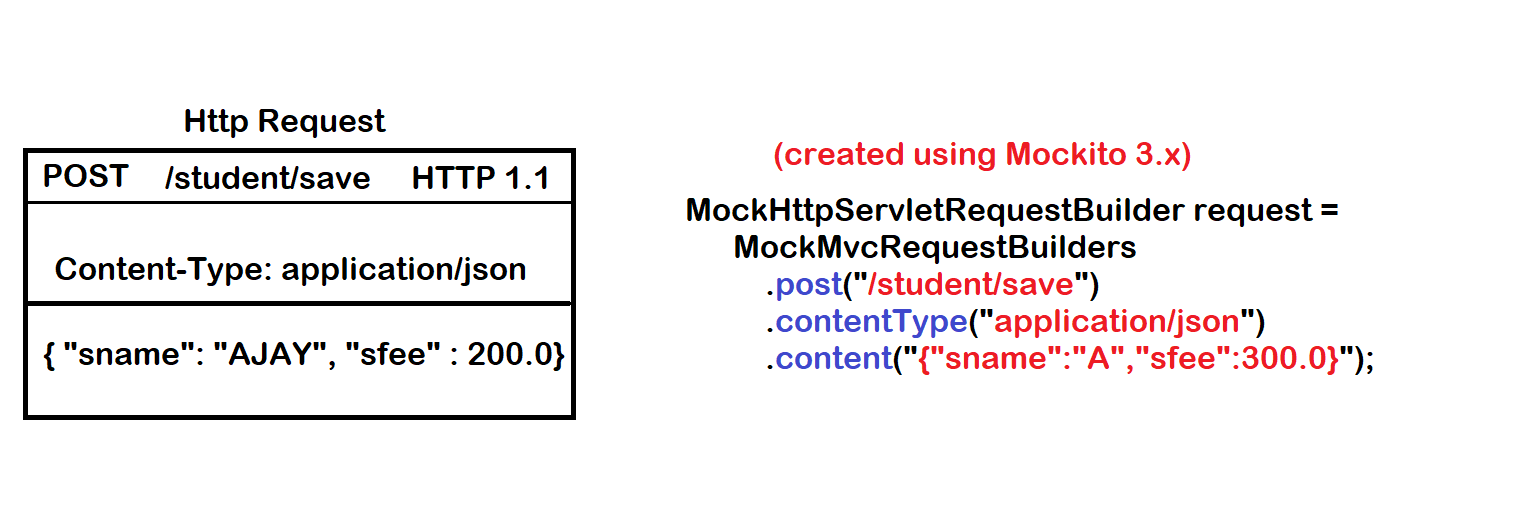 Http Request
POST /student/save HTTP 1.1
Content-Type: application/json
{ "sname": "AJAY", "sfee" : 200.0}
(created using Mockito 3.x)
MockHttpServletRequestBuilder request =
MockMvcRequestBuilders
.post("/student/save")
.contentType("application/json")
.content("{"sname":"A","sfee":300.0}");